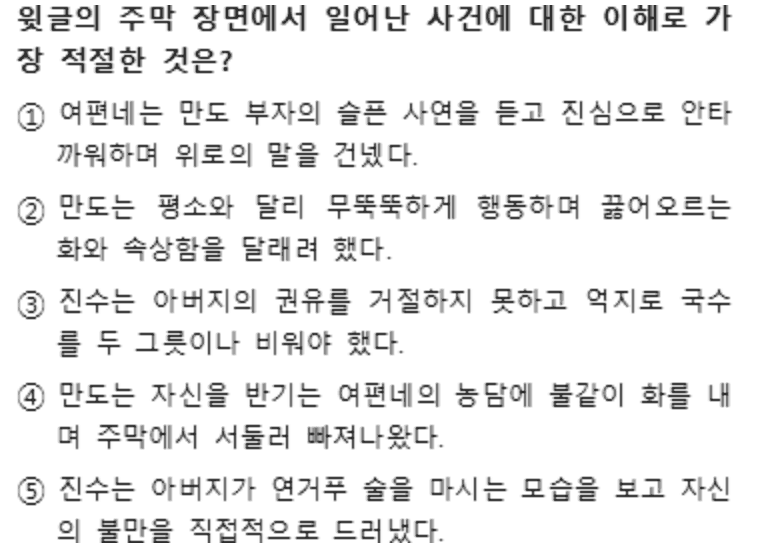 윗글의 주막 장면에서 일어난 사건에 대한 이해로 가
장 적절한 것은?
① 여편네는 만도 부자의 슬픈 사연을 듣고 진심으로 안타
까워하며 위로의 말을 건넸다.
② 만도는 평소와 달리 무뚝뚝하게 행동하며 끓어오르는
화와 속상함을 달래려 했다.
③ 진수는 아버지의 권유를 거절하지 못하고 억지로 국수
를 두 그릇이나 비워야 했다.
④ 만도는 자신을 반기는 여편네의 농담에 불같이 화를 내
며 주막에서 서둘러 빠져나왔다.
⑤ 진수는 아버지가 연거푸 술을 마시는 모습을 보고 자신
의 불만을 직접적으로 드러냈다.